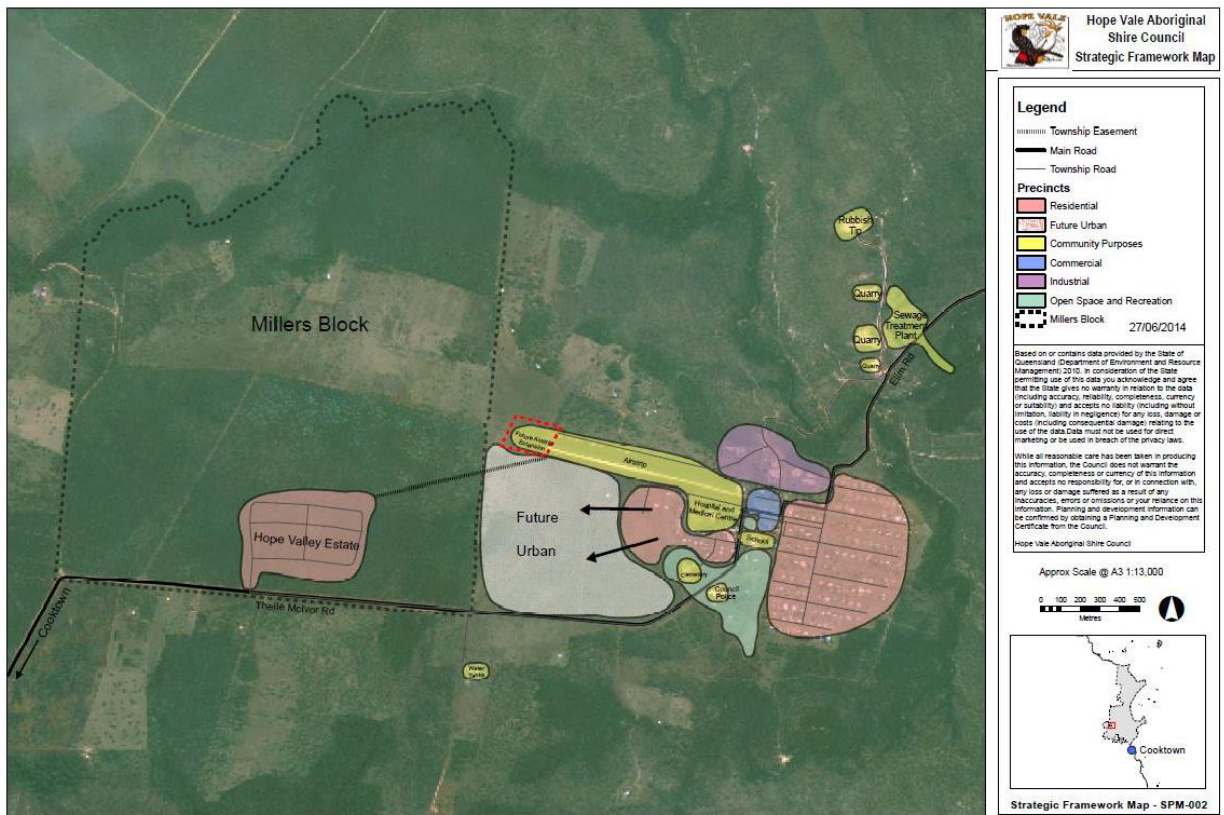 HOPE VALE
Hope Vale Aboriginal
Shire Council
Strategic Framework Map
Legend
Township Easement
Main Road
Township Road
Precincts
Residential
Future Urban
Community Purposes
Commercial
Industrial
Open Space and Recreation
Millers Block
27/06/2014
Based on or contains data provided by the State of
Queensland (Department of Environment and Resource
Management) 2010. In consideration of the State
permitting use of this data you acknowledge and agree
that the State gives no warranty in relation to the data
(including accuracy, reliability, completeness, currency
or suitability) and accepts no liability (including without
limitation, liability in negligence) for any loss, damage or
costs (including consequential damage) relating to the
use of the data.Data must not be used for direct
marketing or be used in breach of the privacy laws.
While all reasonable care has been taken in producing
this information, the Council does not warrant the
accuracy, completeness or currency of this information
and accepts no responsibility for, or in connection with,
any loss or damage suffered as a result of any
inaccuracies, errors or omissions or your reliance on this
information. Planning and development information can
be confirmed by obtaining a Planning and Development
Certificate from the Council.
Hope Vale Aboriginal Shire Council
Approx Scale @ A3 1:13,000
0 100 200 300 400 500
Metres
Cooktown
Strategic Framework Map - SPM-002
Rubbish
Tip
Quarry
Sewage
Treatment
Plant
Quarry
Quarry
Elim Rd
Millers Block
Future Airstrip
Extension
Airstrip
Hospital and
Medical Centre
School
Future
Urban
Hope Valley Estate
Cemetery
Council
Police
Theile McIvor Rd
Cooktown
Water
Tanks